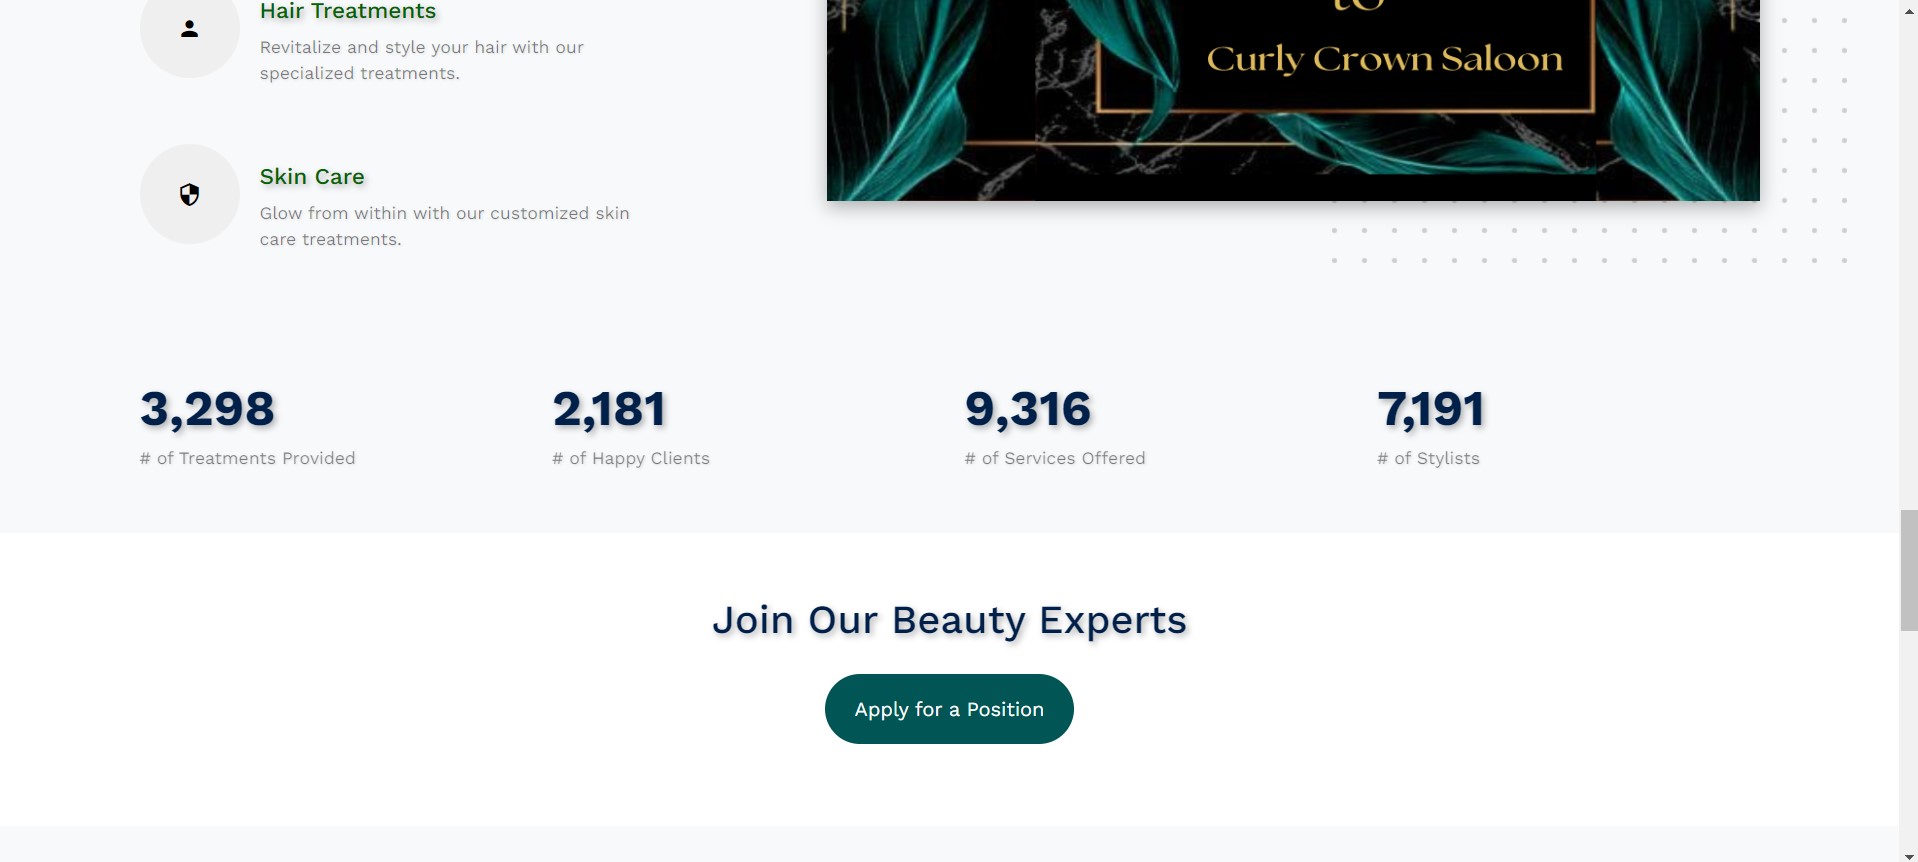 Hair Treatments
Revitalize and style your hair with our
specialized treatments.
Skin Care
Glow from within with our customized skin
care treatments.
to
Curly Crown Saloon
3,298
# of Treatments Provided
2,181
# of Happy Clients
9,316
# of Services Offered
7,191
# of Stylists
Join Our Beauty Experts
Apply for a Position